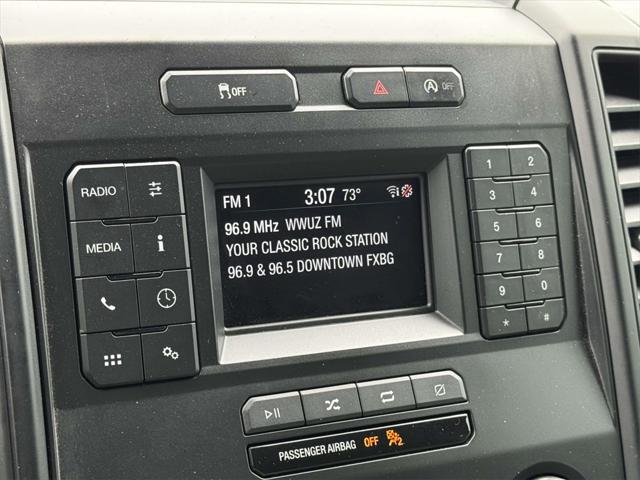 OFF
A OFF
RADIO
MEDIA
i
FM 1 3:07 73°
96.9 MHz WWUZ FM
YOUR CLASSIC ROCK STATION
96.9 & 96.5 DOWNTOWN FXBG
1 2
3 4
5 6
7 8
9 0
* #
PASSENGER AIRBAG OFF 2